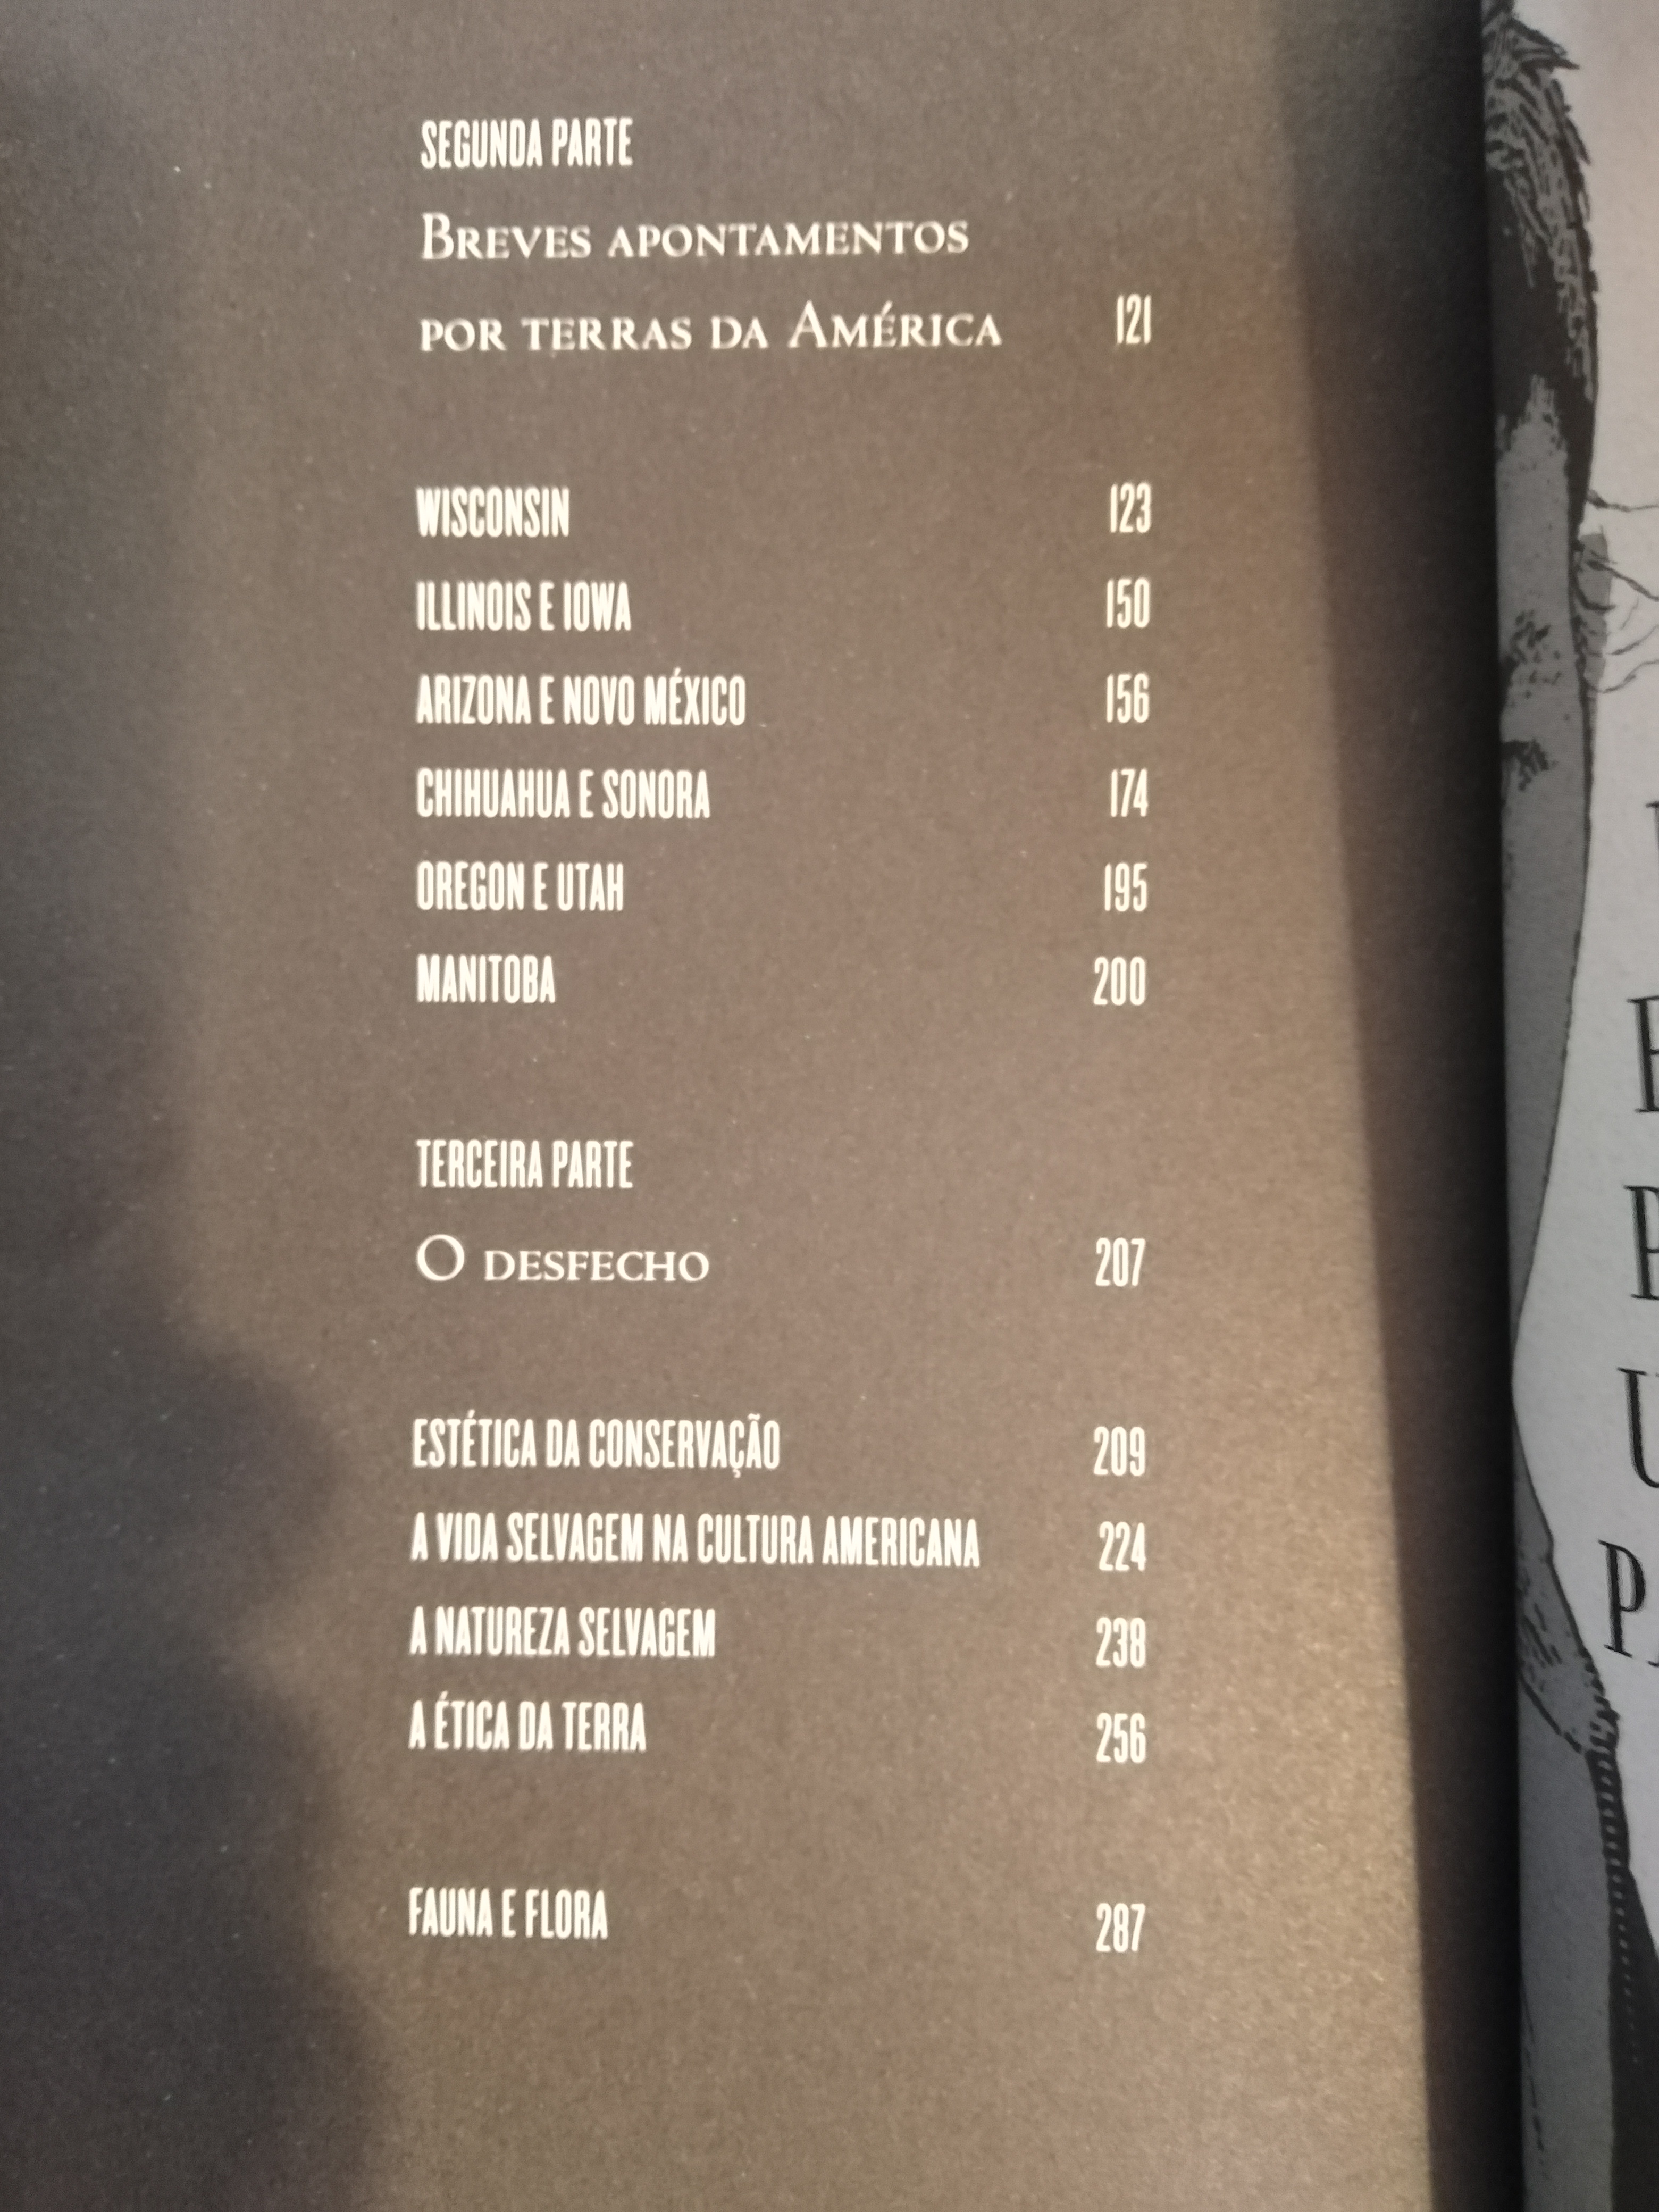 SEGUNDA PARTE
BREVES APONTAMENTOS
POR TERRAS DA AMÉRICA 121
WISCONSIN 123
ILLINOIS E IOWA 150
ARIZONA E NOVO MÉXICO 156
CHIHUAHUA E SONORA 174
OREGON E UTAH 195
MANITOBA 200
TERCEIRA PARTE
O DESFECHO 207
ESTÉTICA DA CONSERVAÇÃO 209
A VIDA SELVAGEM NA CULTURA AMERICANA 224
A NATUREZA SELVAGEM 238
A ÉTICA DA TERRA 256
FAUNA E FLORA 287